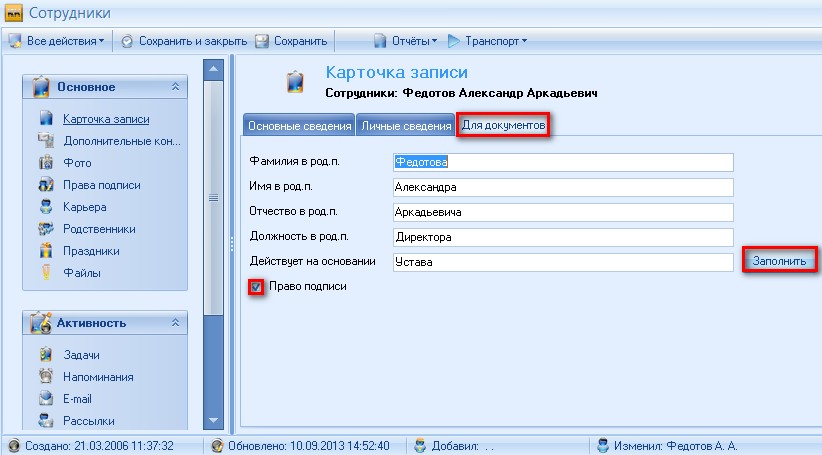 Сотрудники
Все действия Сохранить и закрыть Сохранить Отчёты Транспорт
Основное
Карточка записи
Дополнительные кон...
Фото
Права подписи
Карьера
Родственники
Праздники
Файлы
Активность
Задачи
Напоминания
E-mail
Рассылки
Карточка записи
Сотрудники: Федотов Александр Аркадьевич
Основные сведения Личные сведения Для документов
Фамилия в род.п. Федотова
Имя в род.п. Александра
Отчество в род.п. Аркадьевича
Должность в род.п. Директора
Действует на основании Устава Заполнить
Право подписи
Создано: 21.03.2006 11:37:32 Обновлено: 10.09.2013 14:52:40 Добавил: . . Изменил: Федотов А. А.